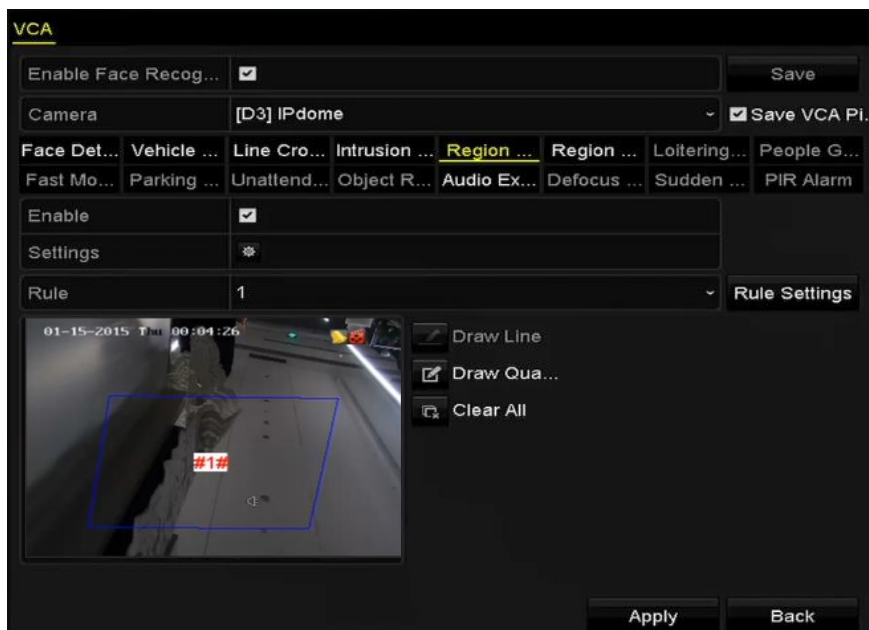 VCA
Enable Face Recog... Save
Camera [D3] IPdome Save VCA Pi.
Face Det... Vehicle ... Line Cro... Intrusion ... Region ... Region ... Loitering... People G...
Fast Mo... Parking ... Unattend... Object R... Audio Ex... Defocus ... Sudden ... PIR Alarm
Enable
Settings
Rule 1 Rule Settings
01-15-2015 Thu 00:04:26
Draw Line
Draw Qua...
Clear All
#1#
Apply Back